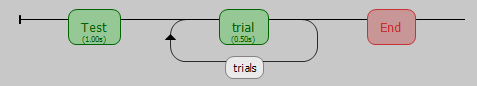 Test
(1.00s)
trial
(0.50s)
End
trials